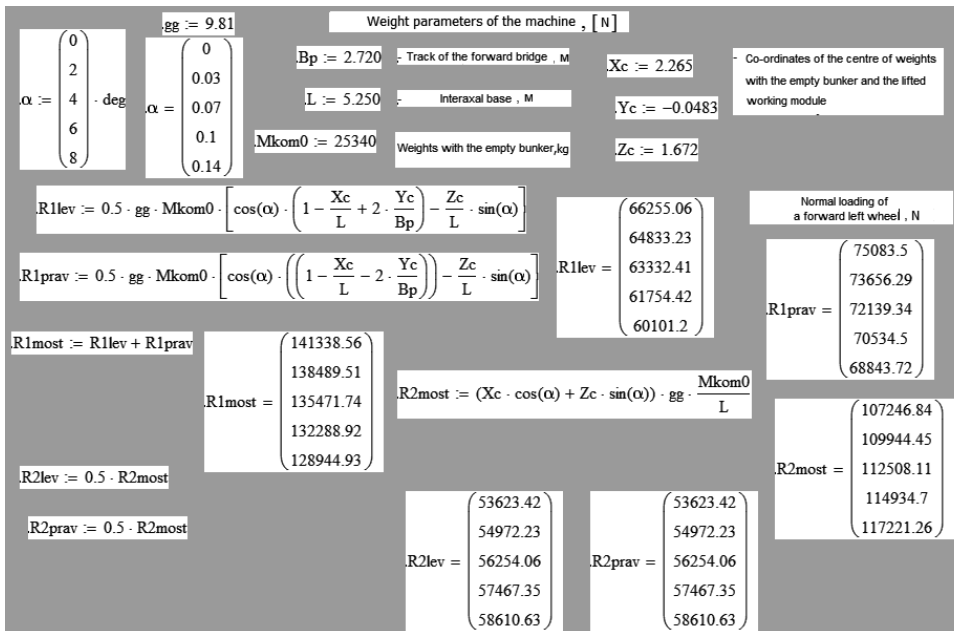 .gg := 9.81
Weight parameters of the machine , [ N ]
.α := ( 0 2 4 6 8 ) · deg
.α = ( 0 0.03 0.07 0.1 0.14 )
.Bp := 2.720 - Track of the forward bridge , м
.L := 5.250 - Interaxal base , м
.Mkom0 := 25340 Weights with the empty bunker,kg
.Xc := 2.265
.Yc := −0.0483
.Zc := 1.672
- Co-ordinates of the centre of weights
with the empty bunker and the lifted
working module
.R1lev := 0.5 · gg · Mkom0 · [ cos(α) · ( 1 − Xc/L + 2 · Yc/Bp ) − Zc/L · sin(α) ]
.R1prav := 0.5 · gg · Mkom0 · [ cos(α) · ( ( 1 − Xc/L − 2 · Yc/Bp ) ) − Zc/L · sin(α) ]
.R1lev = ( 66255.06 64833.23 63332.41 61754.42 60101.2 )
Normal loading of
a forward left wheel , N
.R1prav = ( 75083.5 73656.29 72139.34 70534.5 68843.72 )
.R1most := R1lev + R1prav
.R1most = ( 141338.56 138489.51 135471.74 132288.92 128944.93 )
.R2most := (Xc · cos(α) + Zc · sin(α)) · gg · Mkom0/L
.R2most = ( 107246.84 109944.45 112508.11 114934.7 117221.26 )
.R2lev := 0.5 · R2most
.R2prav := 0.5 · R2most
.R2lev = ( 53623.42 54972.23 56254.06 57467.35 58610.63 )
.R2prav = ( 53623.42 54972.23 56254.06 57467.35 58610.63 )